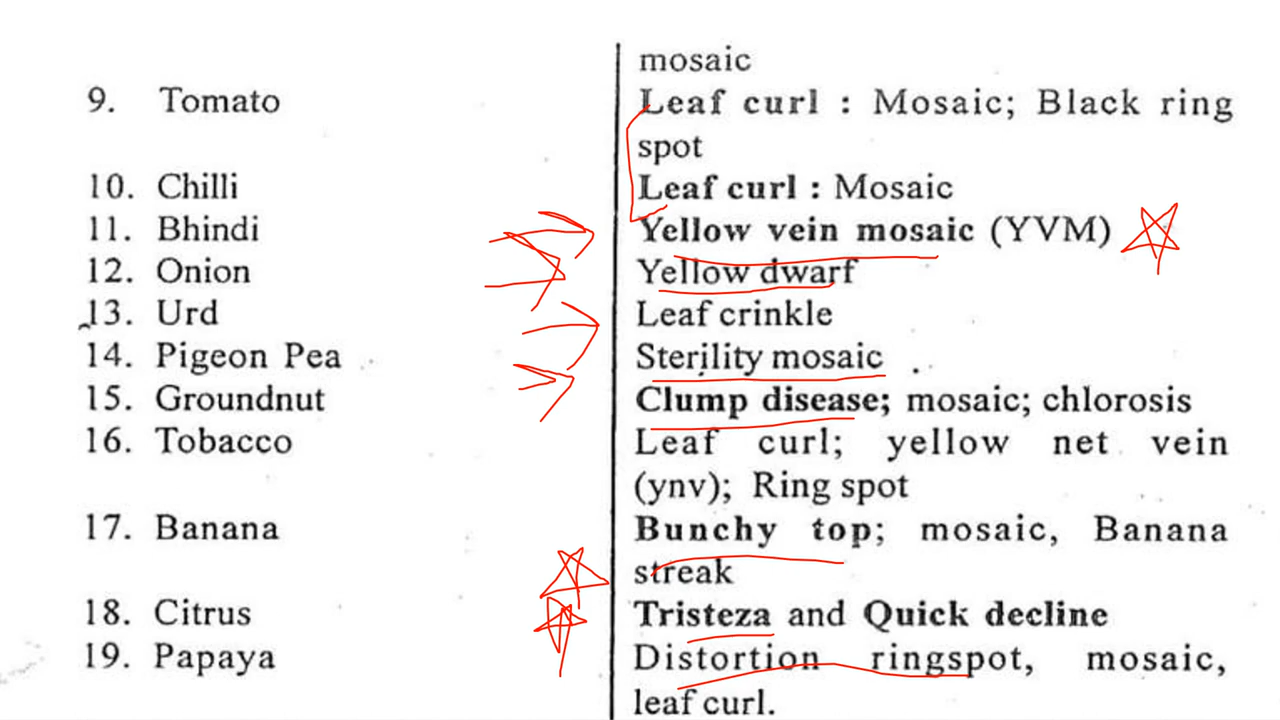 mosaic
9. Tomato Leaf curl : Mosaic; Black ring
spot
10. Chilli Leaf curl : Mosaic
11. Bhindi Yellow vein mosaic (YVM)
12. Onion Yellow dwarf
13. Urd Leaf crinkle
14. Pigeon Pea Sterility mosaic
15. Groundnut Clump disease; mosaic; chlorosis
16. Tobacco Leaf curl; yellow net vein
(ynv); Ring spot
17. Banana Bunchy top; mosaic, Banana
streak
18. Citrus Tristeza and Quick decline
19. Papaya Distortion ringspot, mosaic,
leaf curl.